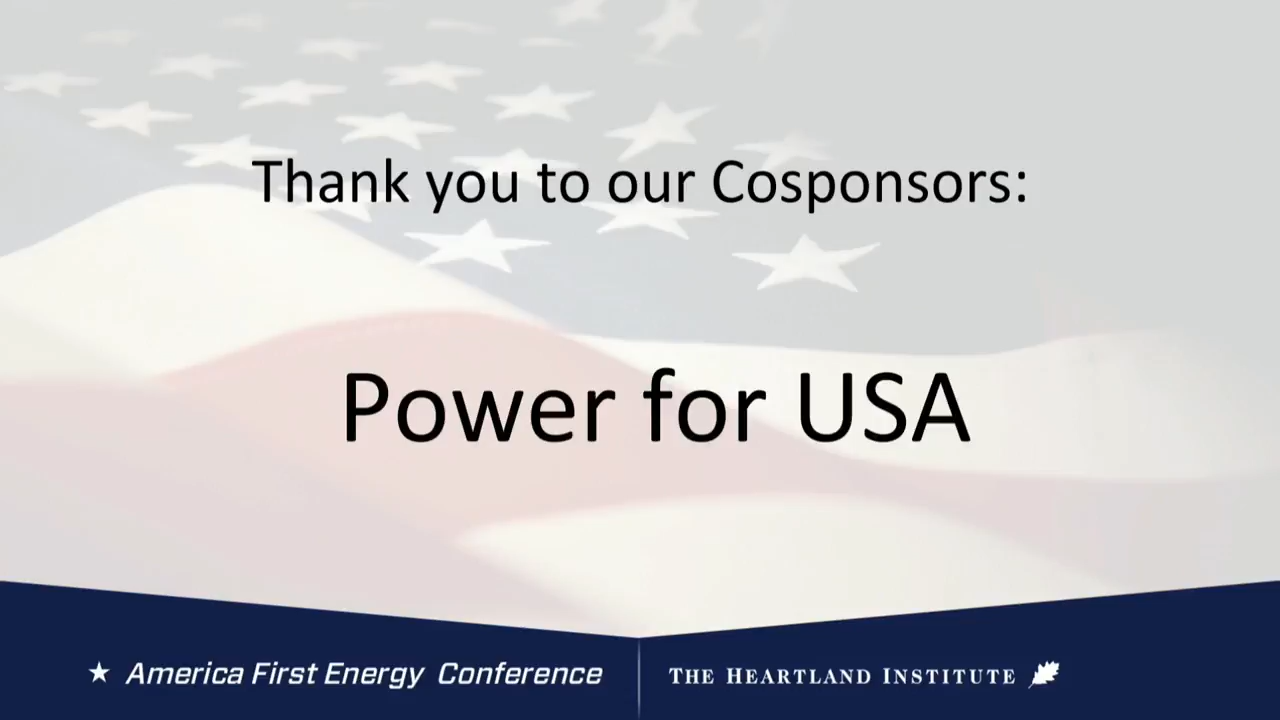 Thank you to our Cosponsors:
Power for USA
America First Energy Conference
THE HEARTLAND INSTITUTE